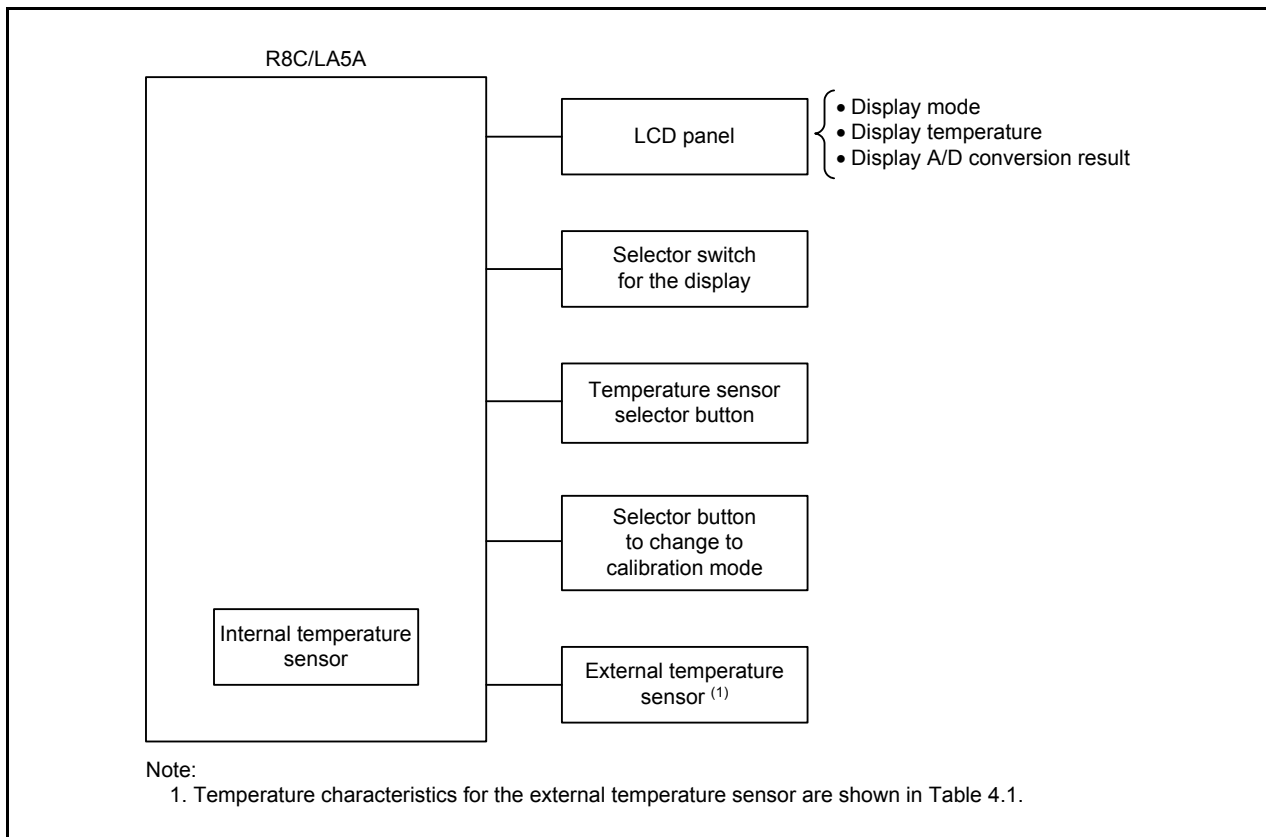 R8C/LA5A
LCD panel
• Display mode
• Display temperature
• Display A/D conversion result
Selector switch
for the display
Temperature sensor
selector button
Selector button
to change to
calibration mode
Internal temperature
sensor
External temperature
sensor (1)
Note:
1. Temperature characteristics for the external temperature sensor are shown in Table 4.1.